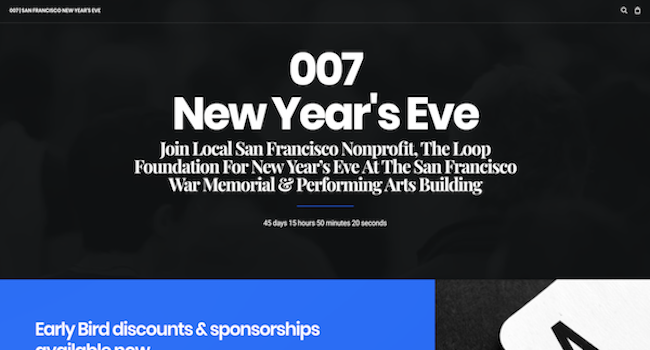 007 | SAN FRANCISCO NEW YEAR'S EVE
007
New Year's Eve
Join Local San Francisco Nonprofit, The Loop
Foundation For New Year's Eve At The San Francisco
War Memorial & Performing Arts Building
45 days 15 hours 50 minutes 20 seconds
Early Bird discounts & sponsorships
available now